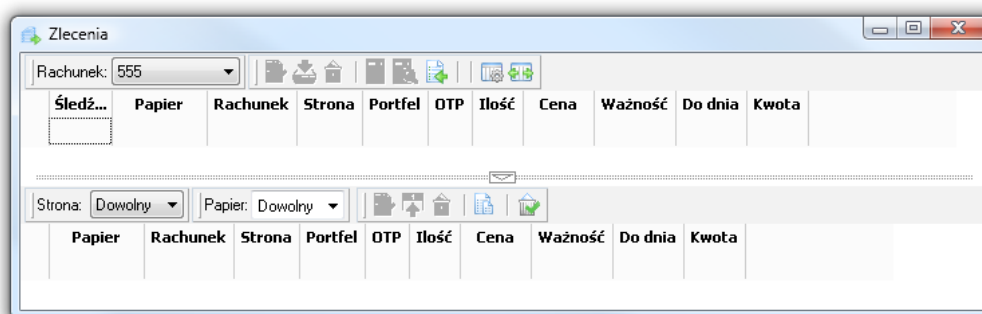 Zlecenia
Rachunek: 555
Śledź... Papier Rachunek Strona Portfel OTP Ilość Cena Ważność Do dnia Kwota
Strona: Dowolny Papier: Dowolny
Papier Rachunek Strona Portfel OTP Ilość Cena Ważność Do dnia Kwota